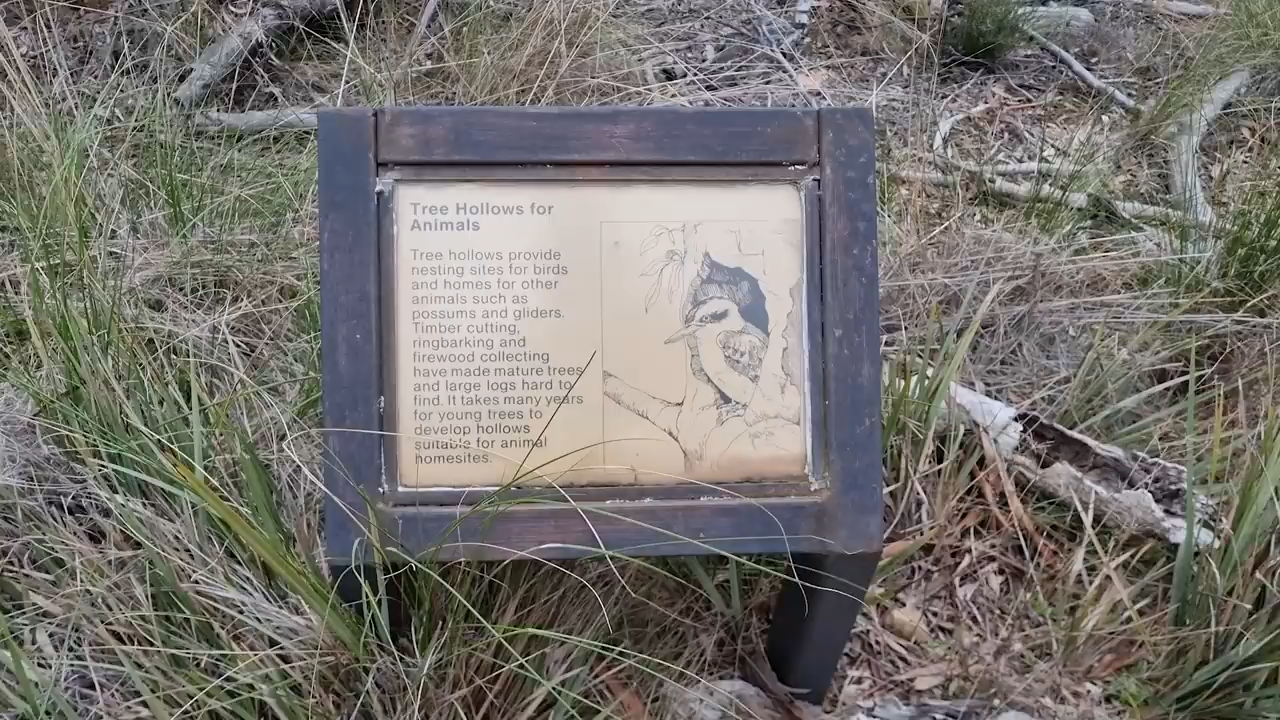 Tree Hollows for
Animals
Tree hollows provide
nesting sites for birds
and homes for other
animals such as
possums and gliders.
Timber cutting,
ringbarking and
firewood collecting
have made mature trees
and large logs hard to
find. It takes many years
for young trees to
develop hollows
suitable for animal
homesites.